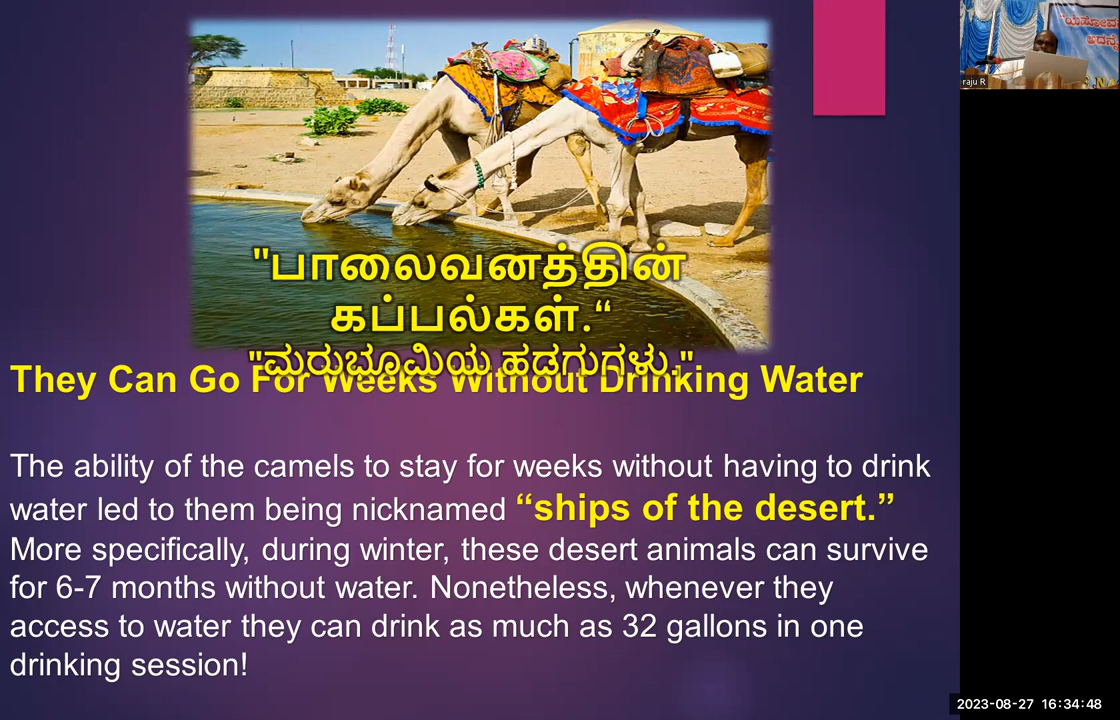 "பாலைவனத்தின்
கப்பல்கள்.“
"ಮರುಭೂಮಿಯ ಹಡಗುಗಳು."
They Can Go For Weeks Without Drinking Water
The ability of the camels to stay for weeks without having to drink
water led to them being nicknamed “ships of the desert.”
More specifically, during winter, these desert animals can survive
for 6-7 months without water. Nonetheless, whenever they
access to water they can drink as much as 32 gallons in one
drinking session!
raju R
2023-08-27 16:34:48